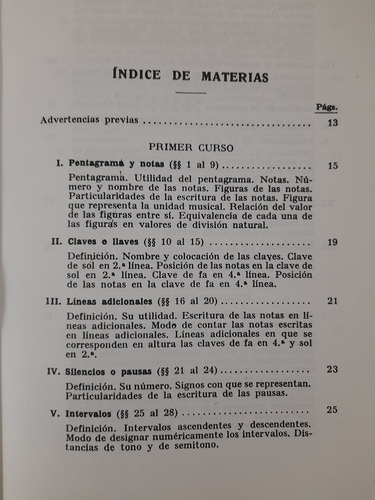 ÍNDICE DE MATERIAS
Págs.
Advertencias previas 13
PRIMER CURSO
I. Pentagrama y notas (§§ 1 al 9) 15
Pentagrama. Utilidad del pentagrama. Notas. Nú-
mero y nombre de las notas. Figuras de las notas.
Particularidades de la escritura de las notas. Figura
que representa la unidad musical. Relación del valor
de las figuras entre sí. Equivalencia de cada una de
las figuras en valores de división natural.
II. Claves o llaves (§§ 10 al 15) 19
Definición. Nombre y colocación de las claves. Clave
de sol en 2.ª línea. Posición de las notas en la clave de
sol en 2.ª línea. Clave de fa en 4.ª línea. Posición
de las notas en la clave de fa en 4.ª línea.
III. Líneas adicionales (§§ 16 al 20) 21
Definición. Su utilidad. Escritura de las notas en lí-
neas adicionales. Modo de contar las notas escritas
en líneas adicionales. Líneas adicionales en que se
corresponden en altura las claves de fa en 4.ª y sol
en 2.ª.
IV. Silencios o pausas (§§ 21 al 24) 23
Definición. Su número. Signos con que se representan.
Particularidades de la escritura de las pausas.
V. Intervalos (§§ 25 al 28) 25
Definición. Intervalos ascendentes y descendentes.
Modo de designar numéricamente los intervalos. Dis-
tancias de tono y de semitono.